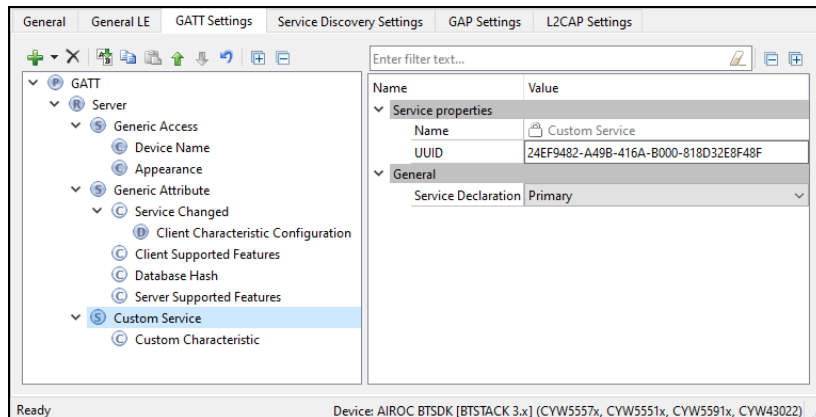 General General LE GATT Settings Service Discovery Settings GAP Settings L2CAP Settings
Enter filter text...
P GATT
R Server
S Generic Access
C Device Name
C Appearance
S Generic Attribute
C Service Changed
D Client Characteristic Configuration
C Client Supported Features
C Database Hash
C Server Supported Features
S Custom Service
C Custom Characteristic
Name Value
Service properties
Name Custom Service
UUID 24EF9482-A49B-416A-B000-818D32E8F48F
General
Service Declaration Primary
Ready Device: AIROC BTSDK [BTSTACK 3.x] (CYW5557x, CYW5551x, CYW5591x, CYW43022)